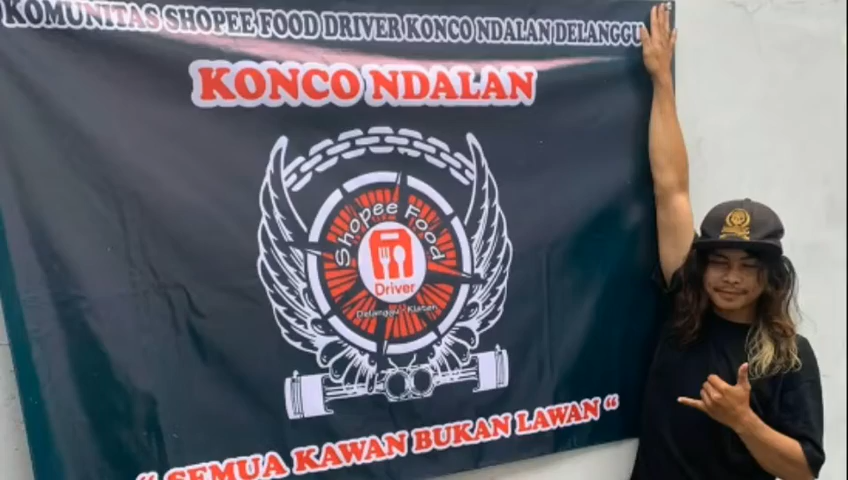 KOMUNITAS SHOPEE FOOD DRIVER KONCO NDALAN DELANGGU
KONCO NDALAN
Shopee Food
Driver
Delanggu - Klaten
" SEMUA KAWAN BUKAN LAWAN "